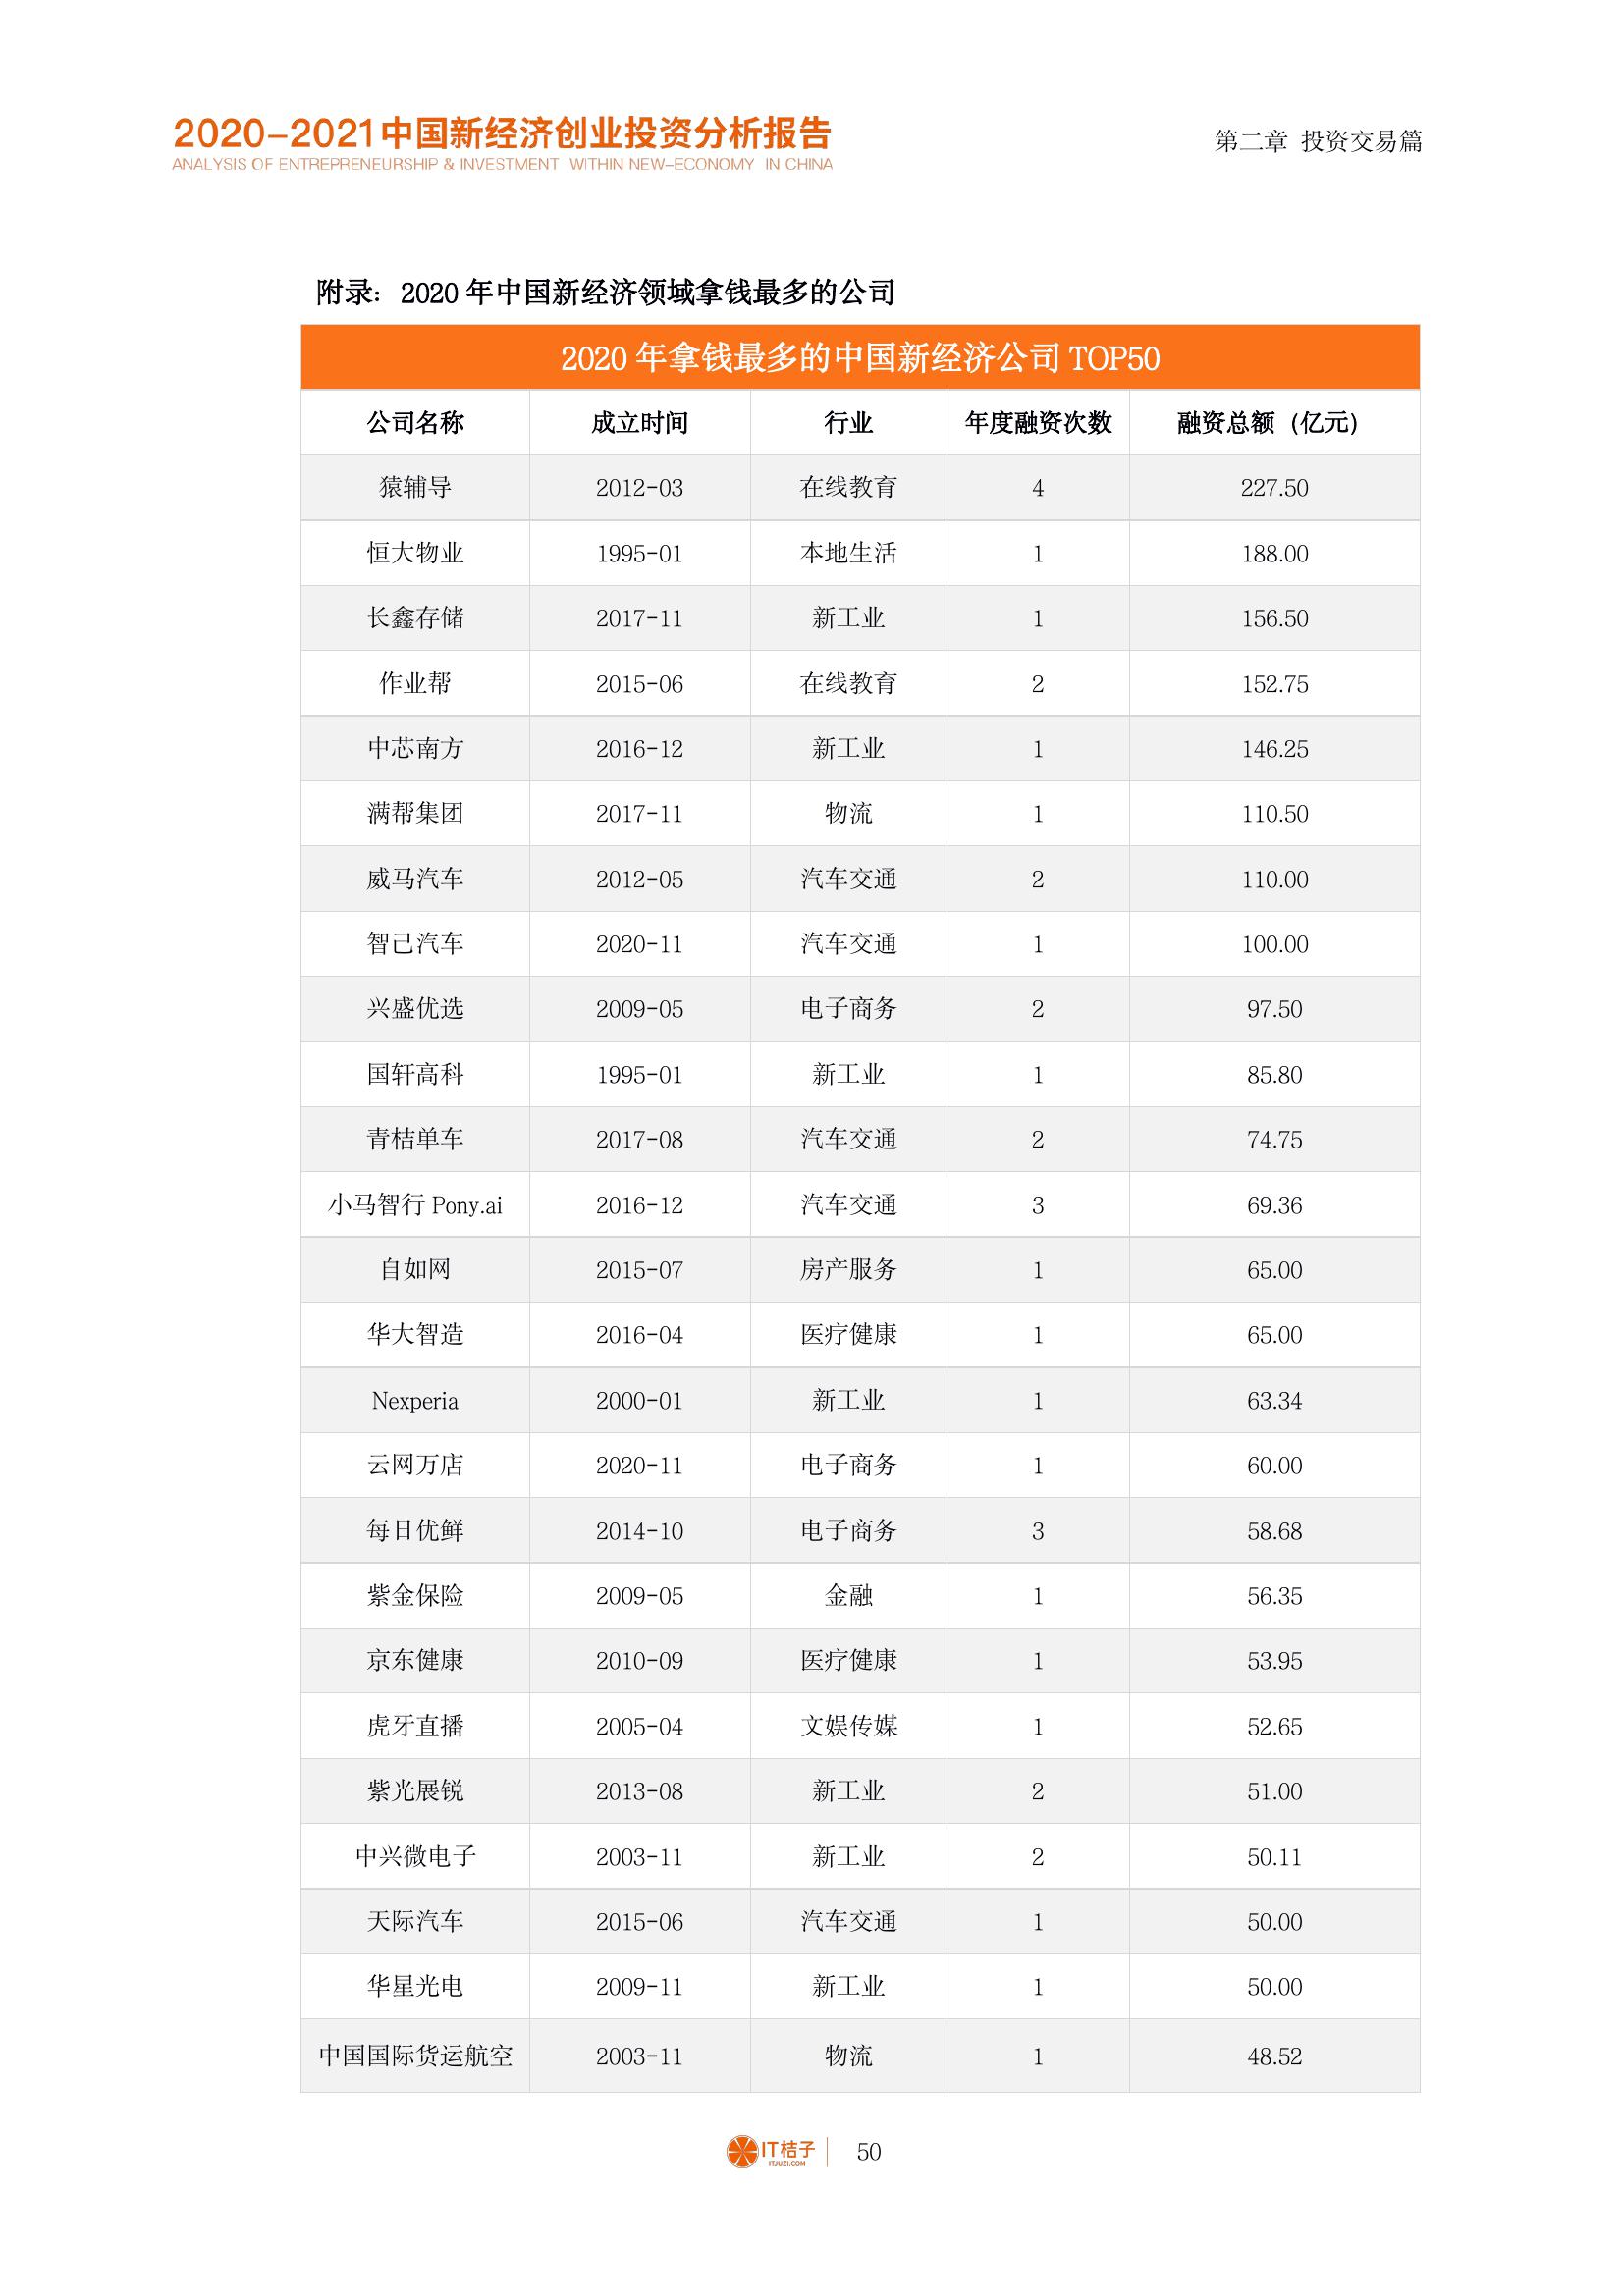 2020-2021中国新经济创业投资分析报告
ANALYSIS OF ENTREPRENEURSHIP & INVESTMENT WITHIN NEW-ECONOMY IN CHINA
第二章 投资交易篇
附录：2020 年中国新经济领域拿钱最多的公司
2020 年拿钱最多的中国新经济公司 TOP50
公司名称 成立时间 行业 年度融资次数 融资总额（亿元）
猿辅导 2012-03 在线教育 4 227.50
恒大物业 1995-01 本地生活 1 188.00
长鑫存储 2017-11 新工业 1 156.50
作业帮 2015-06 在线教育 2 152.75
中芯南方 2016-12 新工业 1 146.25
满帮集团 2017-11 物流 1 110.50
威马汽车 2012-05 汽车交通 2 110.00
智己汽车 2020-11 汽车交通 1 100.00
兴盛优选 2009-05 电子商务 2 97.50
国轩高科 1995-01 新工业 1 85.80
青桔单车 2017-08 汽车交通 2 74.75
小马智行 Pony.ai 2016-12 汽车交通 3 69.36
自如网 2015-07 房产服务 1 65.00
华大智造 2016-04 医疗健康 1 65.00
Nexperia 2000-01 新工业 1 63.34
云网万店 2020-11 电子商务 1 60.00
每日优鲜 2014-10 电子商务 3 58.68
紫金保险 2009-05 金融 1 56.35
京东健康 2010-09 医疗健康 1 53.95
虎牙直播 2005-04 文娱传媒 1 52.65
紫光展锐 2013-08 新工业 2 51.00
中兴微电子 2003-11 新工业 2 50.11
天际汽车 2015-06 汽车交通 1 50.00
华星光电 2009-11 新工业 1 50.00
中国国际货运航空 2003-11 物流 1 48.52
IT桔子
ITJUZI.COM
50